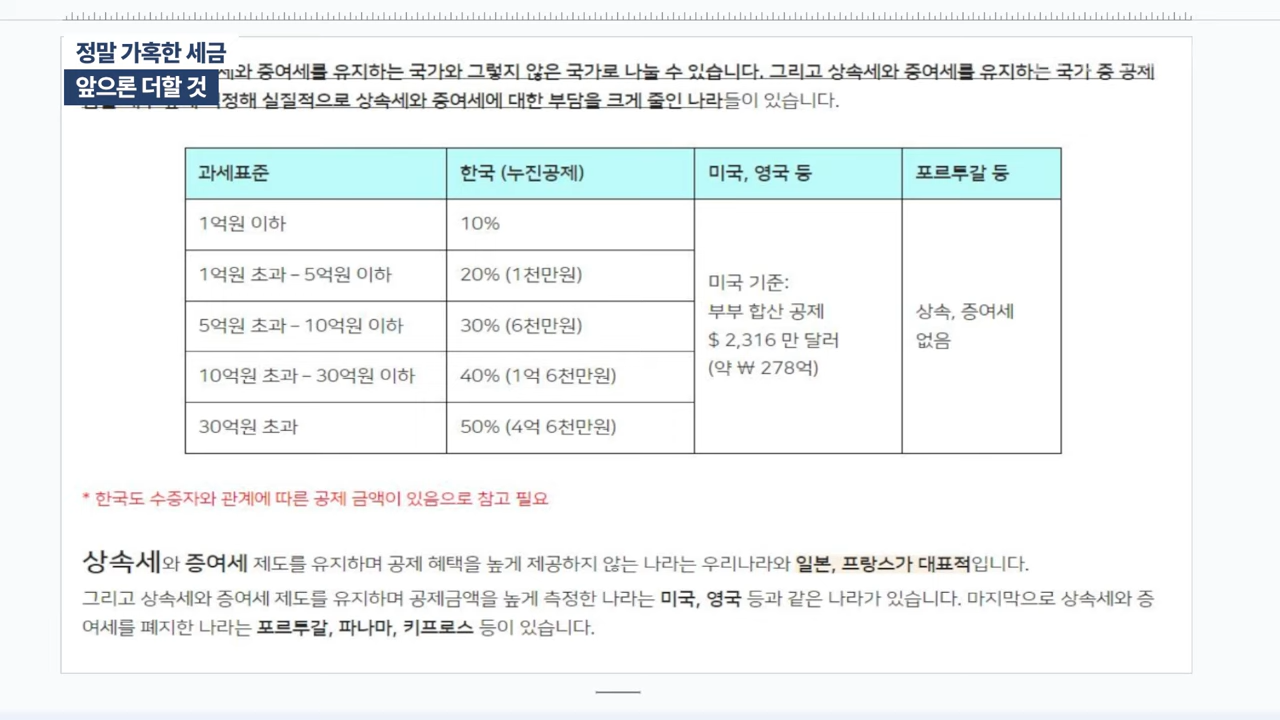 정말 가혹한 세금
앞으론 더할 것
와 증여세를 유지하는 국가와 그렇지 않은 국가로 나눌 수 있습니다. 그리고 상속세와 증여세를 유지하는 국가 중 공제
정해 실질적으로 상속세와 증여세에 대한 부담을 크게 줄인 나라들이 있습니다.
과세표준 한국 (누진공제) 미국, 영국 등 포르투갈 등
1억원 이하 10%
1억원 초과 – 5억원 이하 20% (1천만원)
5억원 초과 – 10억원 이하 30% (6천만원)
10억원 초과 – 30억원 이하 40% (1억 6천만원)
30억원 초과 50% (4억 6천만원)
미국 기준:
부부 합산 공제
$ 2,316 만 달러
(약 ₩ 278억)
상속, 증여세
없음
* 한국도 수증자와 관계에 따른 공제 금액이 있음으로 참고 필요
상속세와 증여세 제도를 유지하며 공제 혜택을 높게 제공하지 않는 나라는 우리나라와 일본, 프랑스가 대표적입니다.
그리고 상속세와 증여세 제도를 유지하며 공제금액을 높게 측정한 나라는 미국, 영국 등과 같은 나라가 있습니다. 마지막으로 상속세와 증
여세를 폐지한 나라는 포르투갈, 파나마, 키프로스 등이 있습니다.